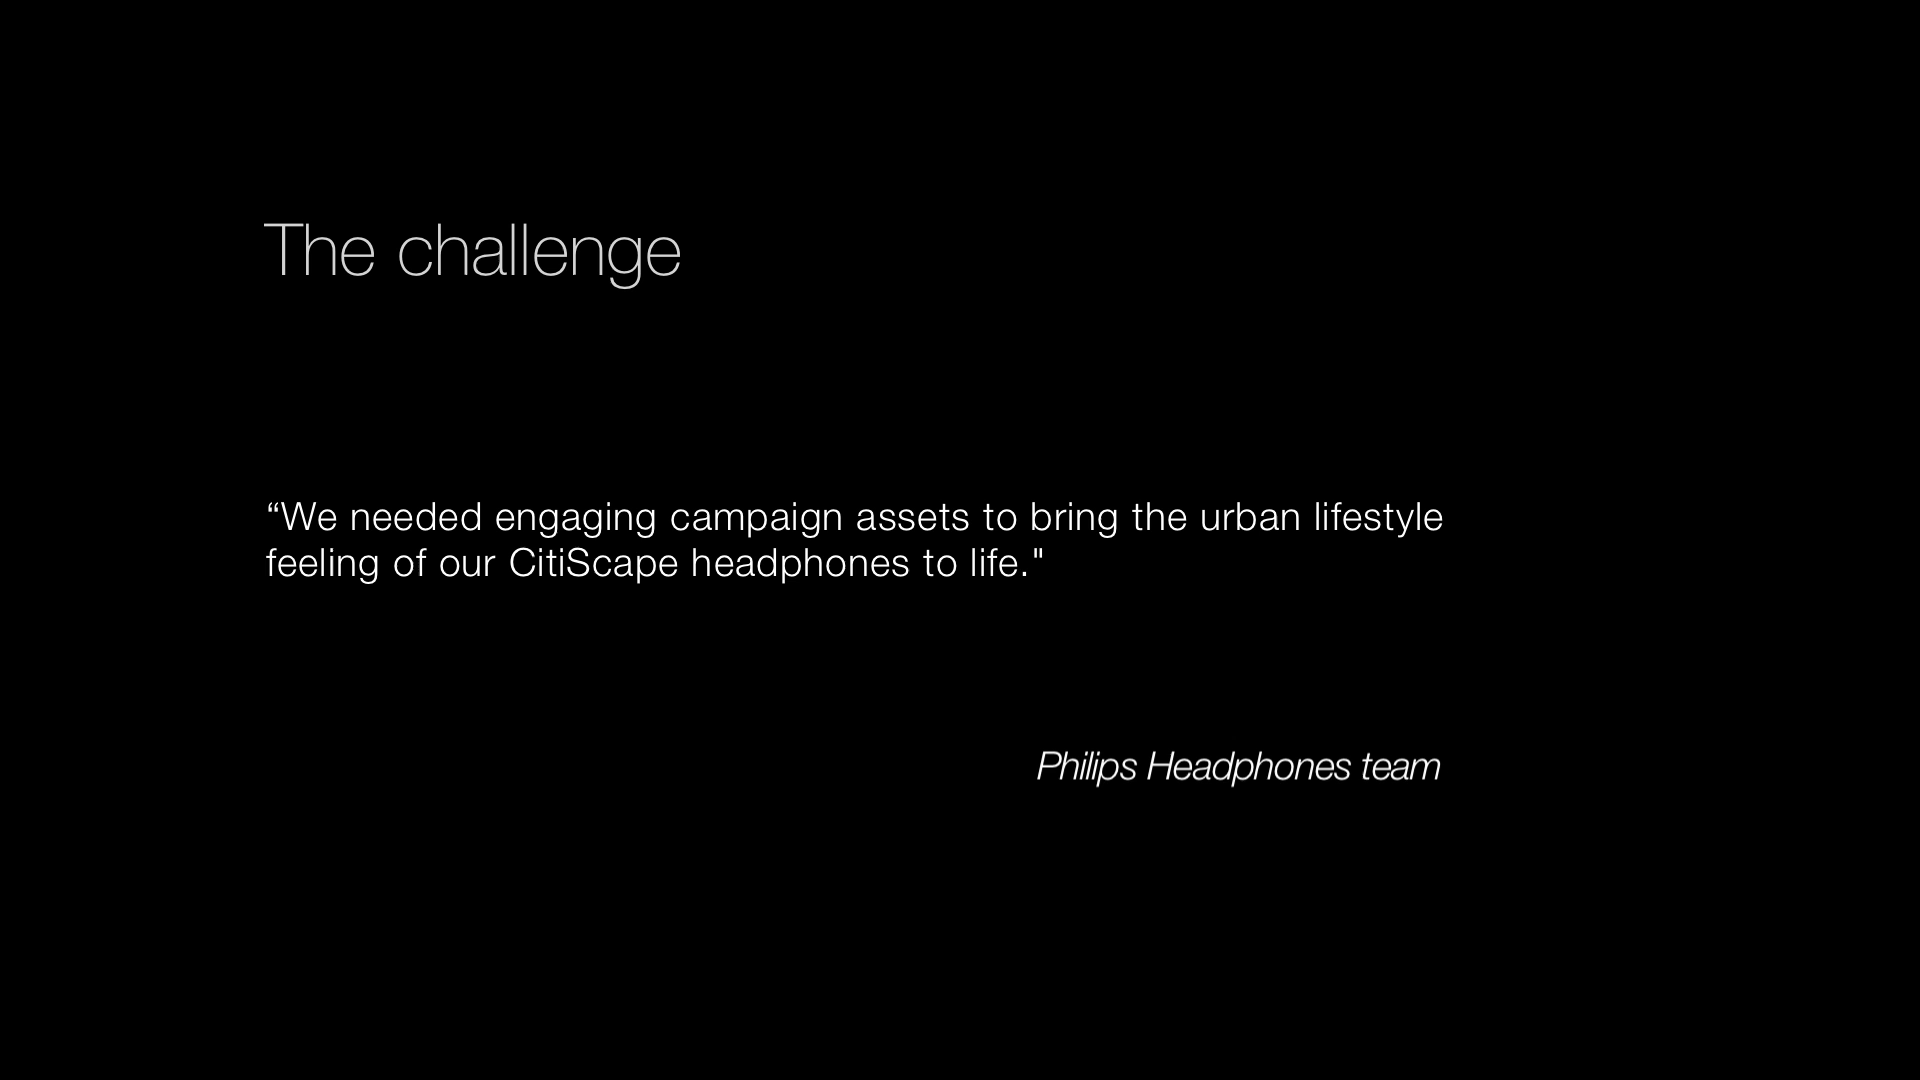 The challenge
“We needed engaging campaign assets to bring the urban lifestyle
feeling of our CitiScape headphones to life."
Philips Headphones team